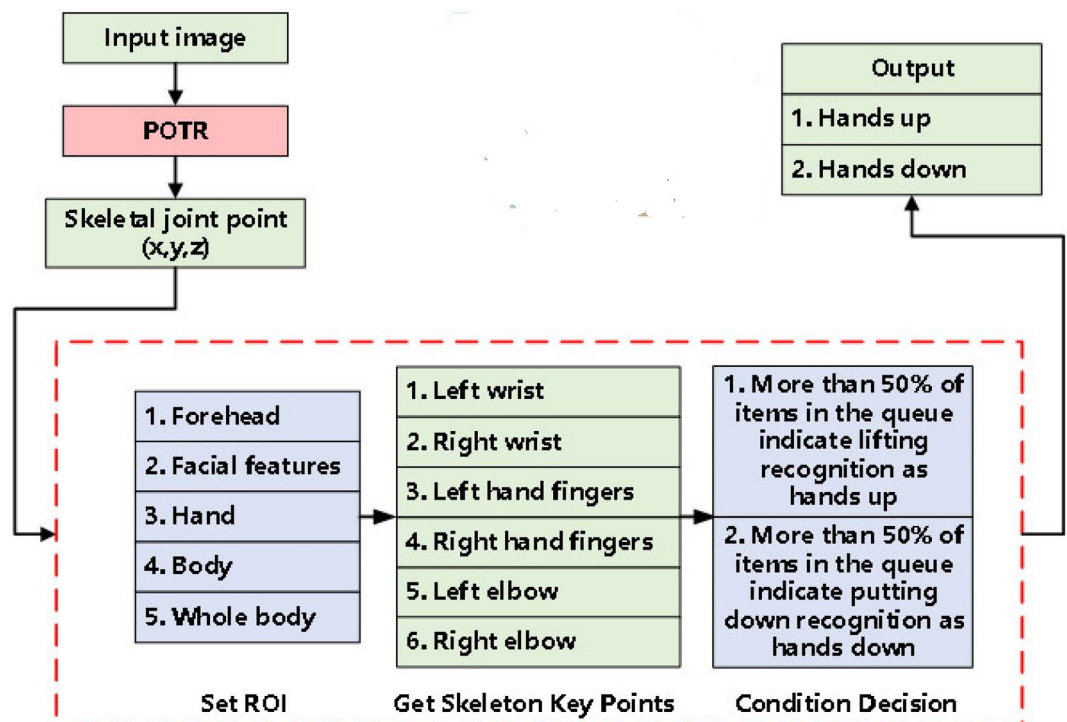 Input image
POTR
Skeletal joint point
(x,y,z)
Output
1. Hands up
2. Hands down
1. Forehead
2. Facial features
3. Hand
4. Body
5. Whole body
Set ROI
1. Left wrist
2. Right wrist
3. Left hand fingers
4. Right hand fingers
5. Left elbow
6. Right elbow
Get Skeleton Key Points
1. More than 50% of
items in the queue
indicate lifting
recognition as
hands up
2. More than 50% of
items in the queue
indicate putting
down recognition as
hands down
Condition Decision